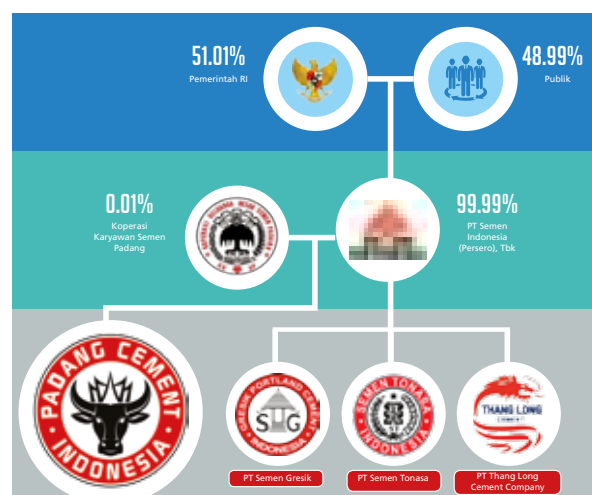 51.01%
Pemerintah RI
48.99%
Publik
0.01%
Koperasi
Karyawan Semen
Padang
99.99%
PT Semen
Indonesia
(Persero), Tbk
PADANG CEMENT
INDONESIA
GRESIK PORTLAND CEMENT
SG
INDONESIA
SEMEN TONASA
INDONESIA
THANG LONG
CEMENT
PT Semen Gresik
PT Semen Tonasa
PT Thang Long
Cement Company